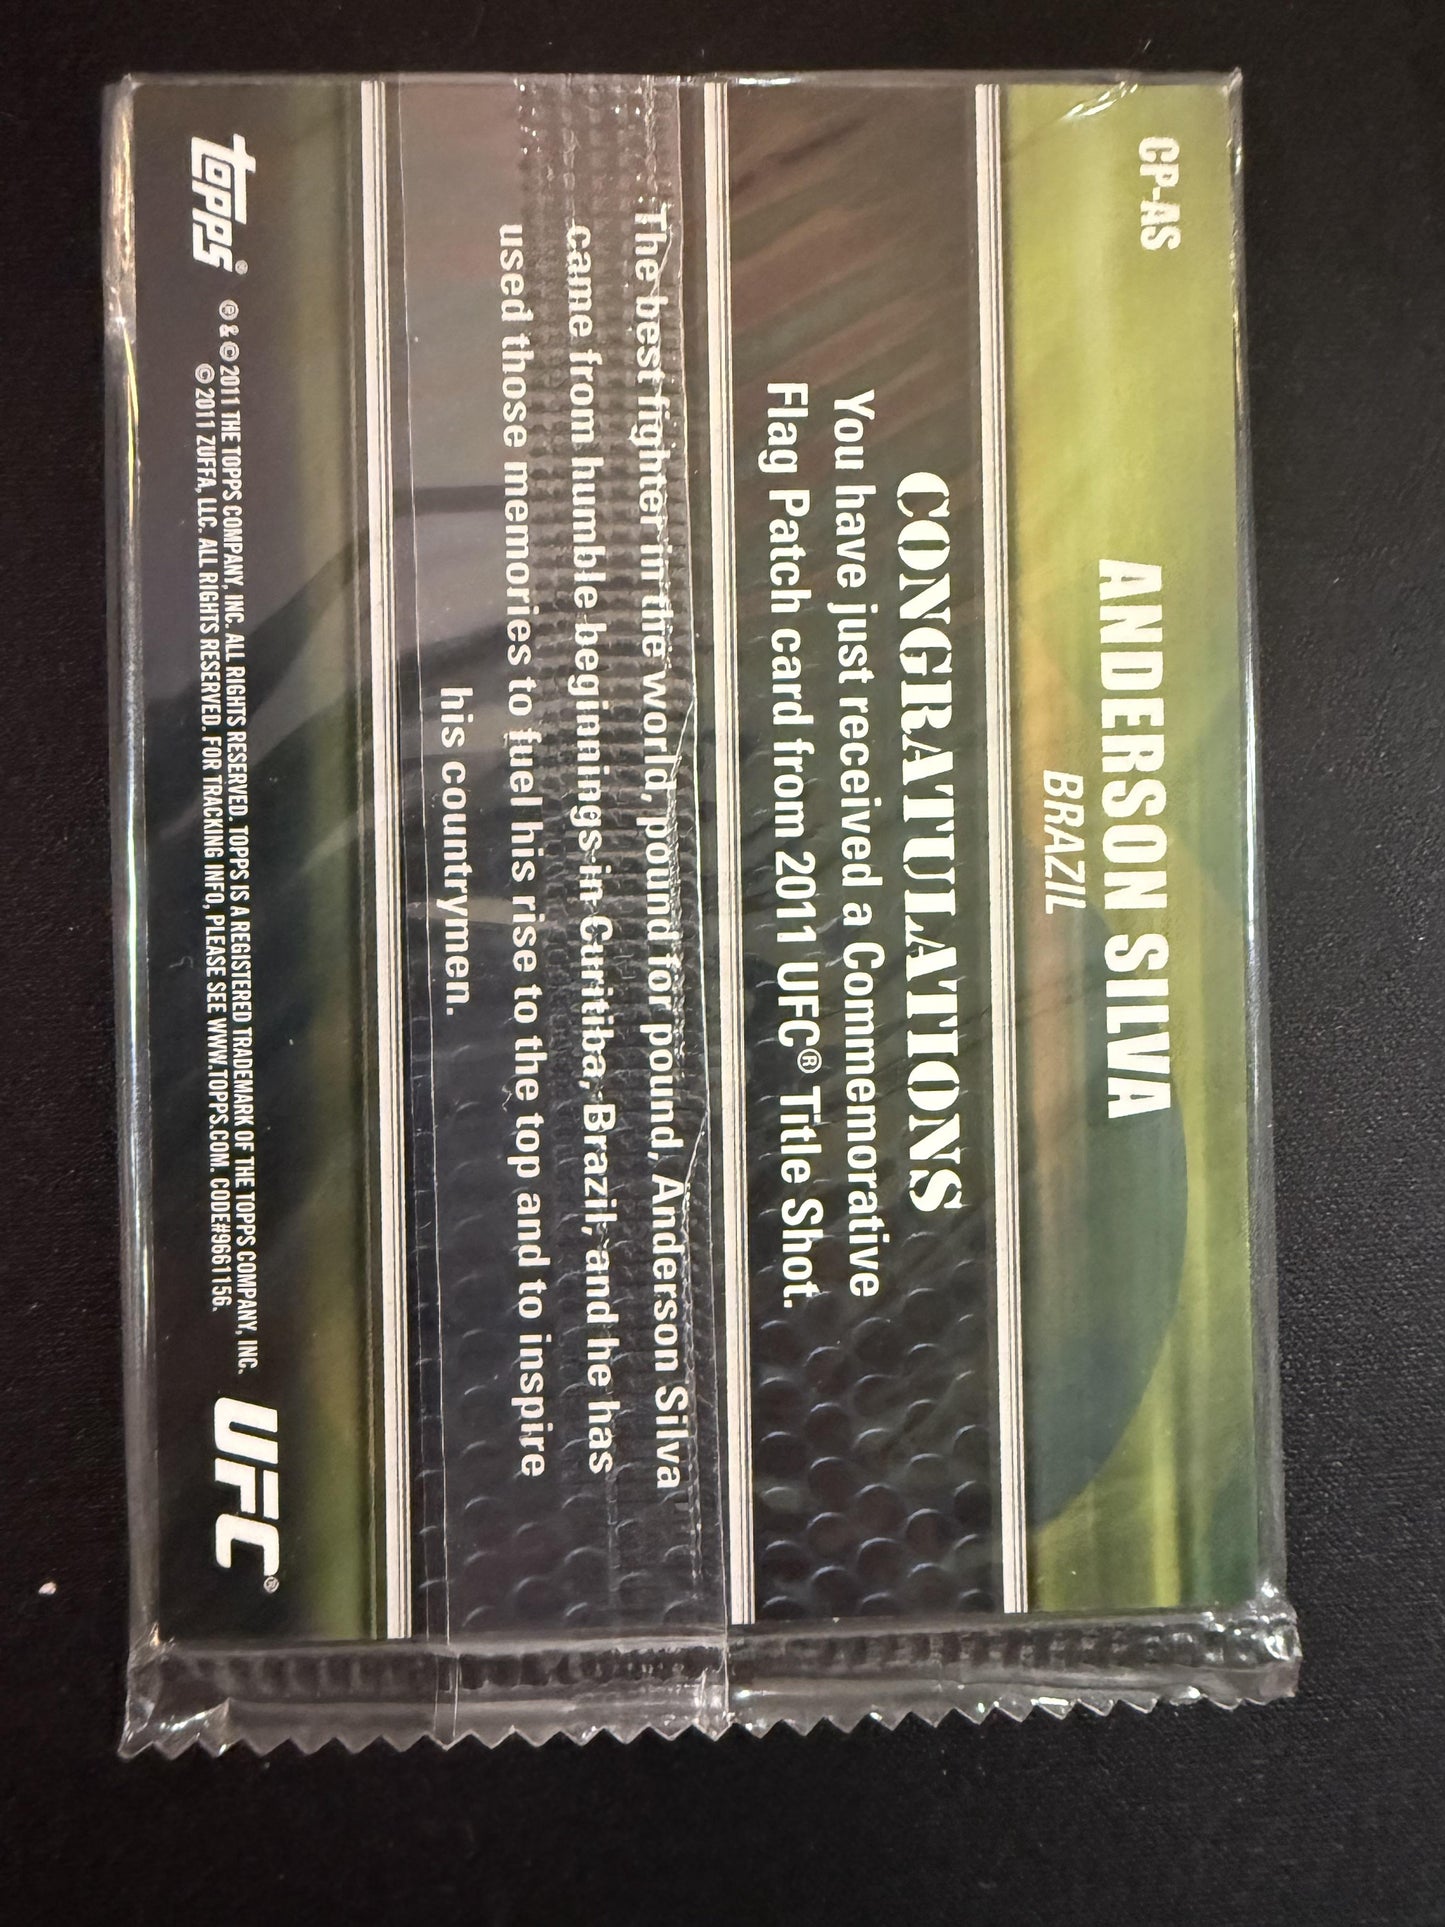 CP-AS
ANDERSON SILVA
BRAZIL
CONGRATULATIONS
You have just received a Commemorative
Flag Patch card from 2011 UFC® Title Shot.
The best fighter in the world, pound for pound, Anderson Silva
came from humble beginnings in Curitiba, Brazil, and he has
used those memories to fuel his rise to the top and to inspire
his countrymen.
topps®
℗ & © 2011 THE TOPPS COMPANY, INC. ALL RIGHTS RESERVED. TOPPS IS A REGISTERED TRADEMARK OF THE TOPPS COMPANY, INC.
© 2011 ZUFFA, LLC. ALL RIGHTS RESERVED. FOR TRACKING INFO, PLEASE SEE WWW.TOPPS.COM. CODE#9661156.
UFC®